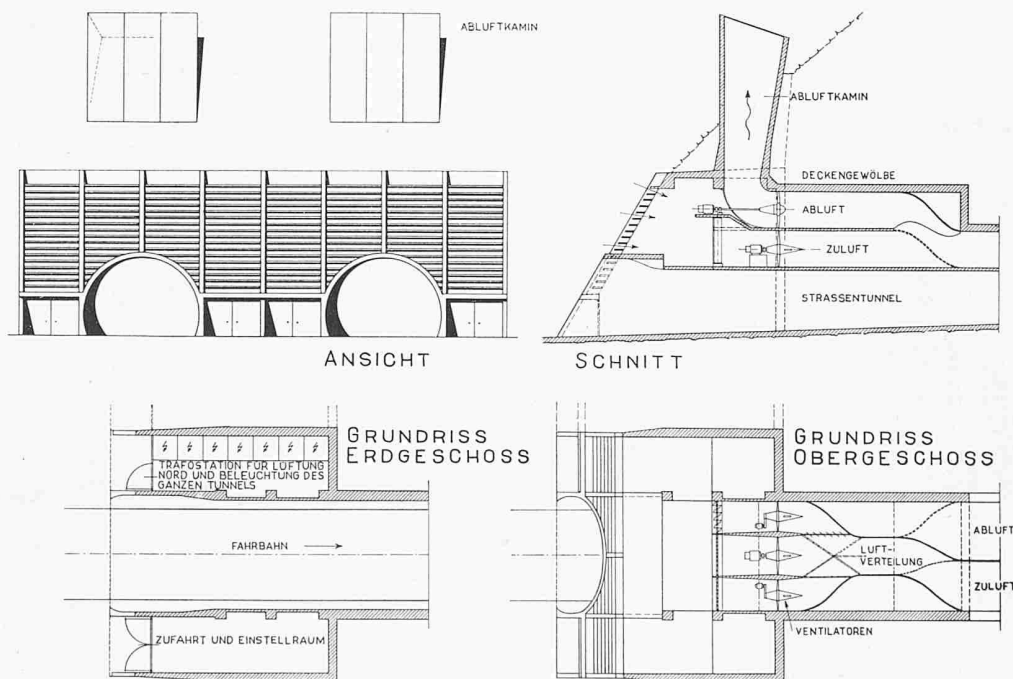 ABLUFTKAMIN
ABLUFTKAMIN
DECKENGEWÖLBE
ABLUFT
ZULUFT
STRASSENTUNNEL
ANSICHT
SCHNITT
GRUNDRISS
ERDGESCHOSS
TRAFOSTATION FÜR LÜFTUNG
NORD UND BELEUCHTUNG DES
GANZEN TUNNELS
FAHRBAHN
ZUFAHRT UND EINSTELLRAUM
GRUNDRISS
OBERGESCHOSS
ABLUFT
LUFT-
VERTEILUNG
ZULUFT
VENTILATOREN